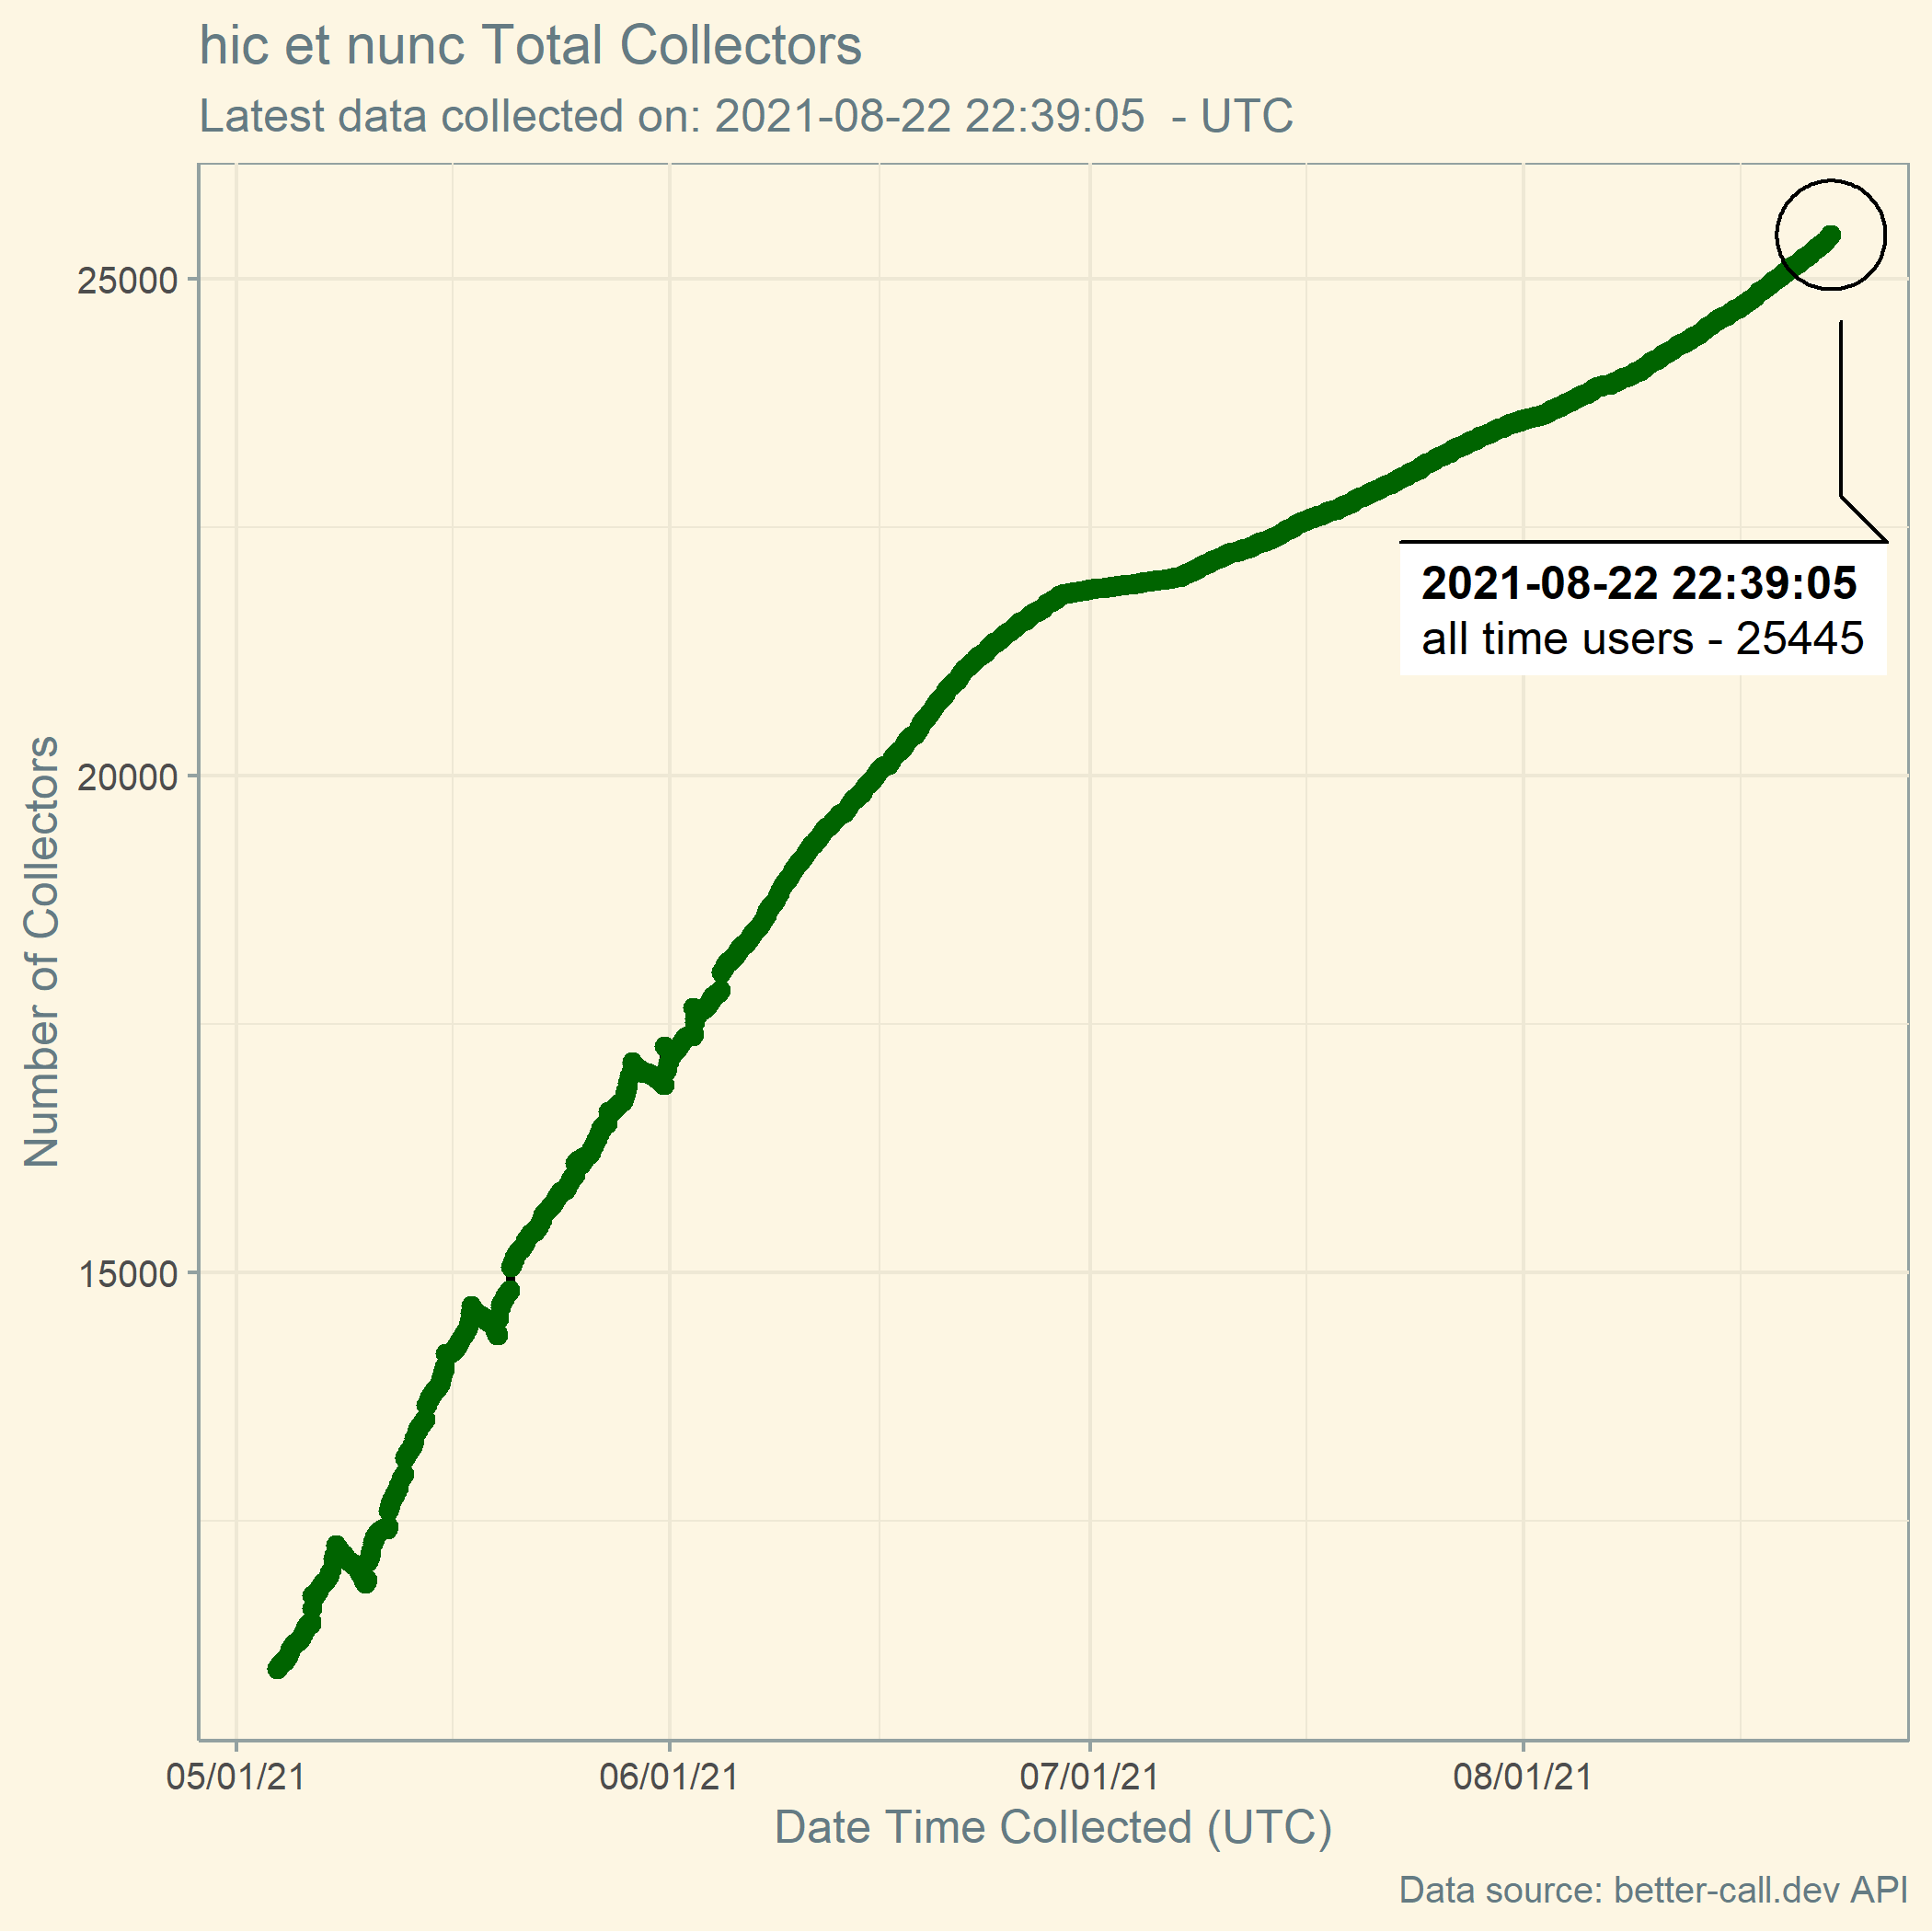 hic et nunc Total Collectors
Latest data collected on: 2021-08-22 22:39:05  - UTC
Number of Collectors
25000
20000
15000
2021-08-22 22:39:05
all time users - 25445
05/01/21
06/01/21
07/01/21
08/01/21
Date Time Collected (UTC)
Data source: better-call.dev API